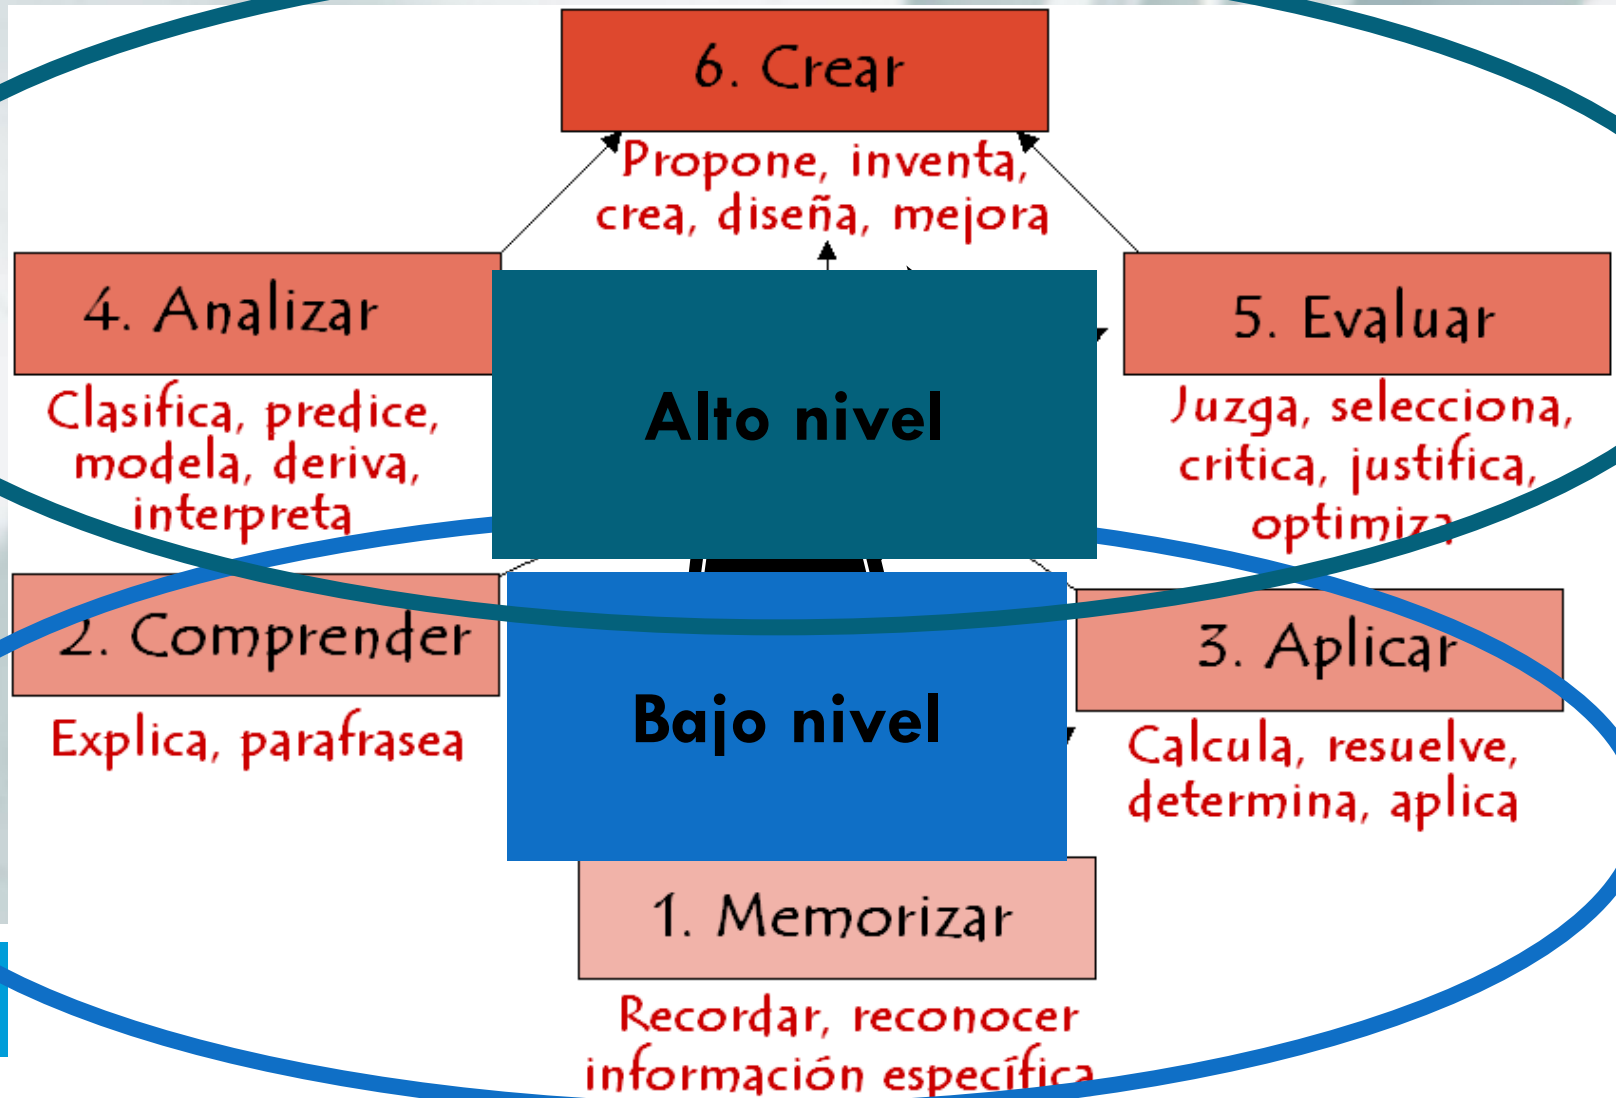 6. Crear
Propone, inventa,
crea, diseña, mejora
4. Analizar
Clasifica, predice,
modela, deriva,
interpreta
Alto nivel
5. Evaluar
Juzga, selecciona,
critica, justifica,
optimiza
2. Comprender
Explica, parafrasea
Bajo nivel
3. Aplicar
Calcula, resuelve,
determina, aplica
1. Memorizar
Recordar, reconocer
información específica